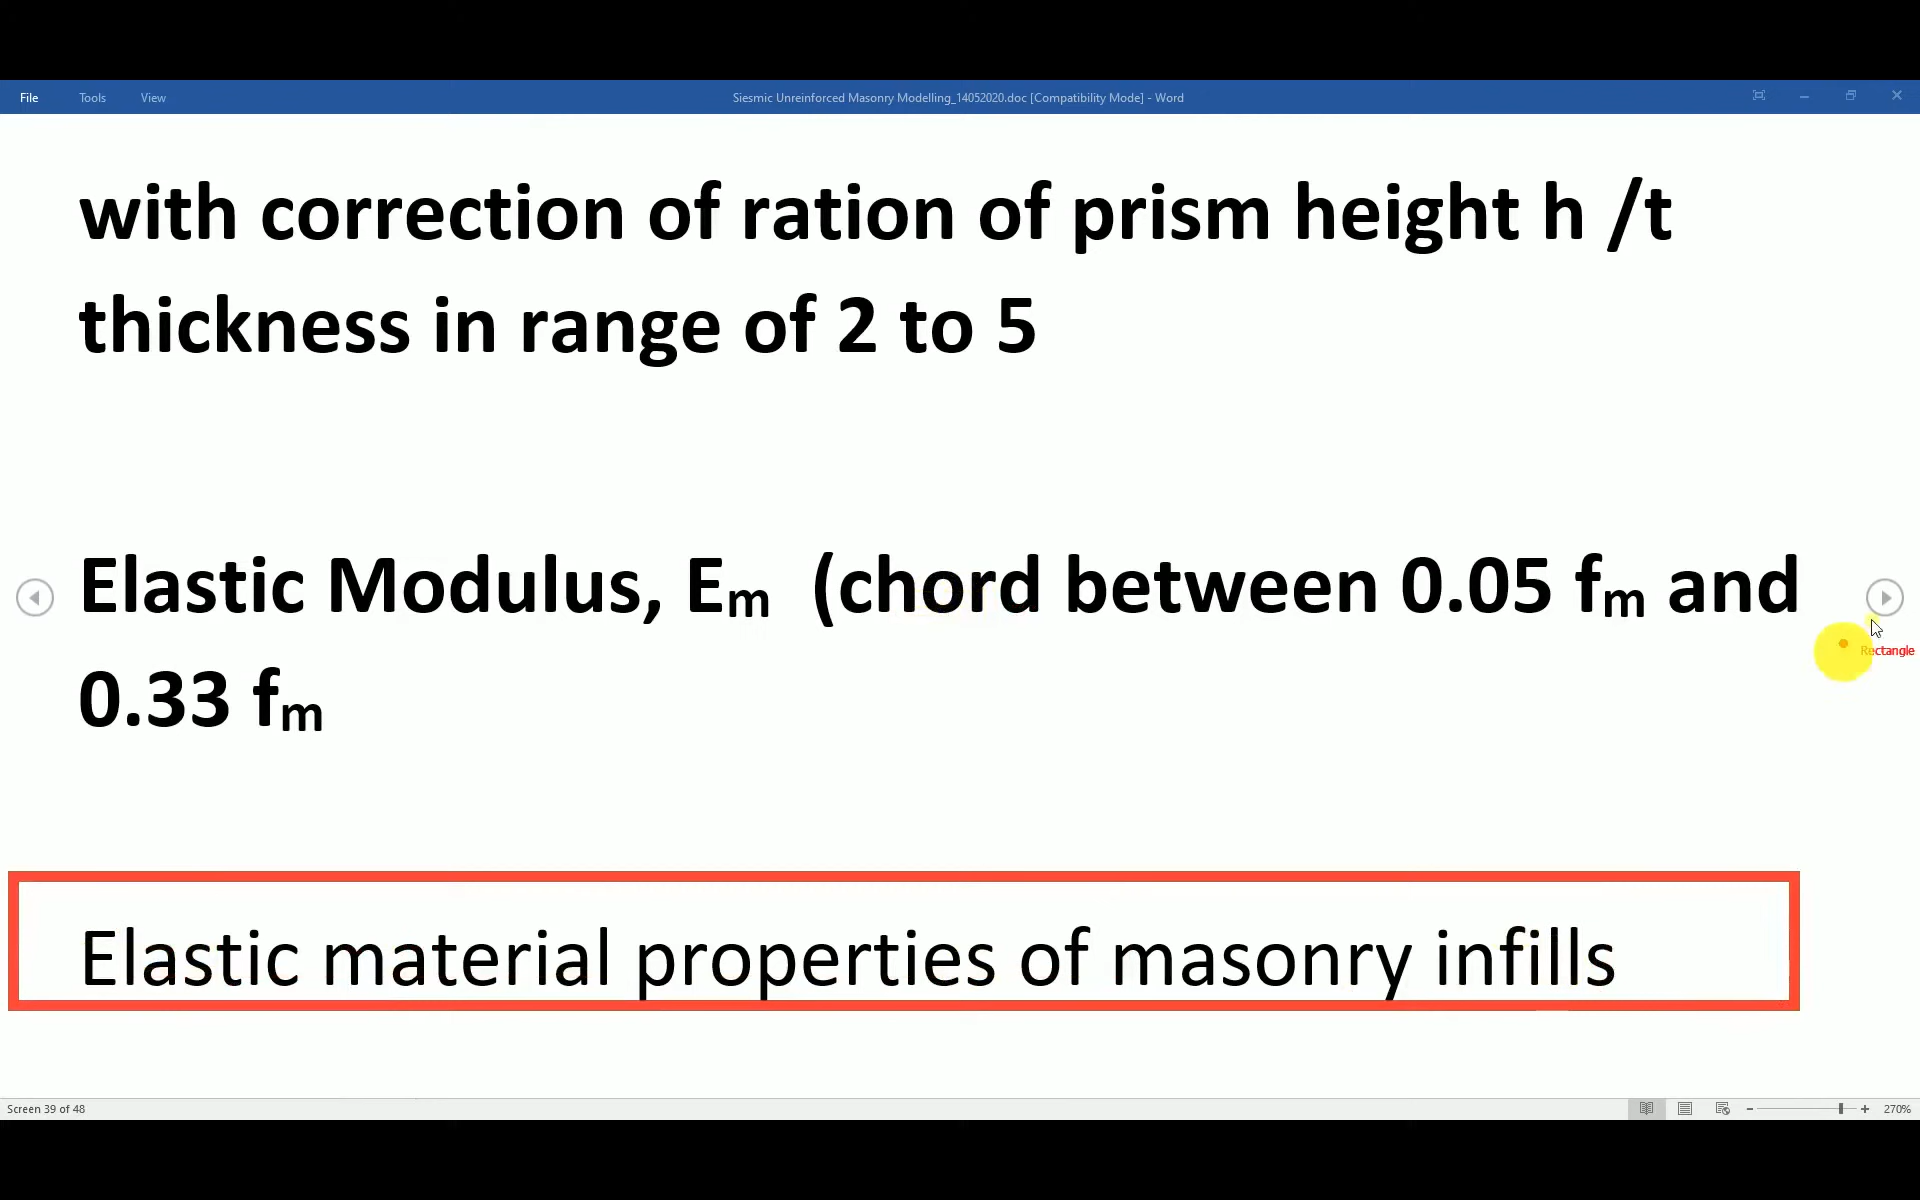 File Tools View Siesmic Unreinforced Masonry Modelling_14052020.doc [Compatibility Mode] - Word
with correction of ration of prism height h /t
thickness in range of 2 to 5
Elastic Modulus, Em (chord between 0.05 fm and
0.33 fm
Rectangle
Elastic material properties of masonry infills
Screen 39 of 48 270%